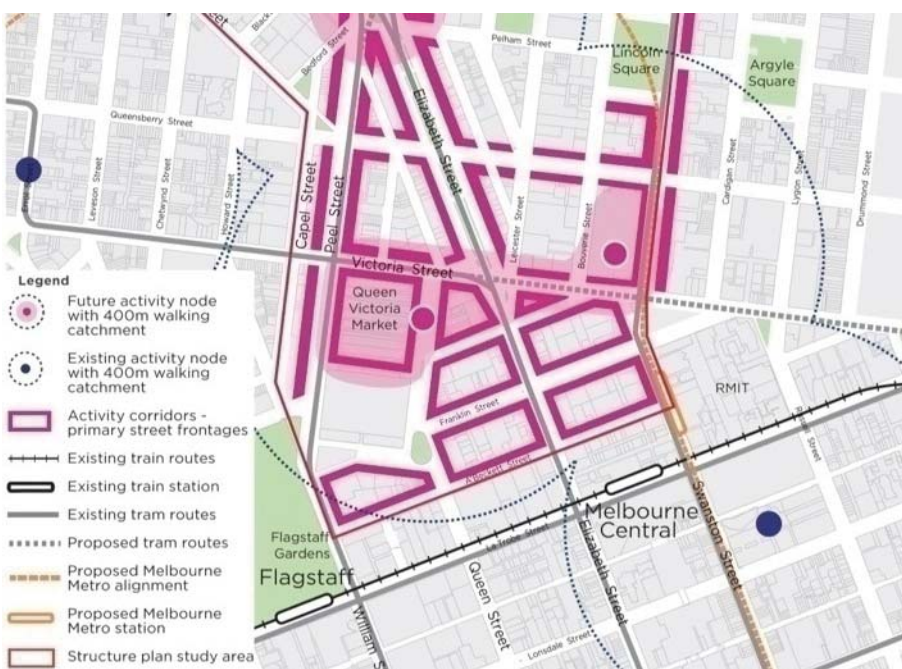 Pelham Street
Bedford Street
Lincoln
Square
Argyle
Square
Queensberry Street
Elizabeth Street
Leveson Street
Chetwynd Street
Howard Street
Capel Street
Peel Street
Leicester Street
Bouverie Street
Cardigan Street
Lygon Street
Drummond Street
Victoria Street
Queen
Victoria
Market
RMIT
Franklin Street
A'Beckett Street
Street
Melbourne
Central
Swanston Street
La Trobe Street
Flagstaff
Gardens
Flagstaff
William S
Queen Street
Elizabeth Street
Lonsdale Street
Legend
Future activity node
with 400m walking
catchment
Existing activity node
with 400m walking
catchment
Activity corridors -
primary street frontages
Existing train routes
Existing train station
Existing tram routes
Proposed tram routes
Proposed Melbourne
Metro alignment
Proposed Melbourne
Metro station
Structure plan study area